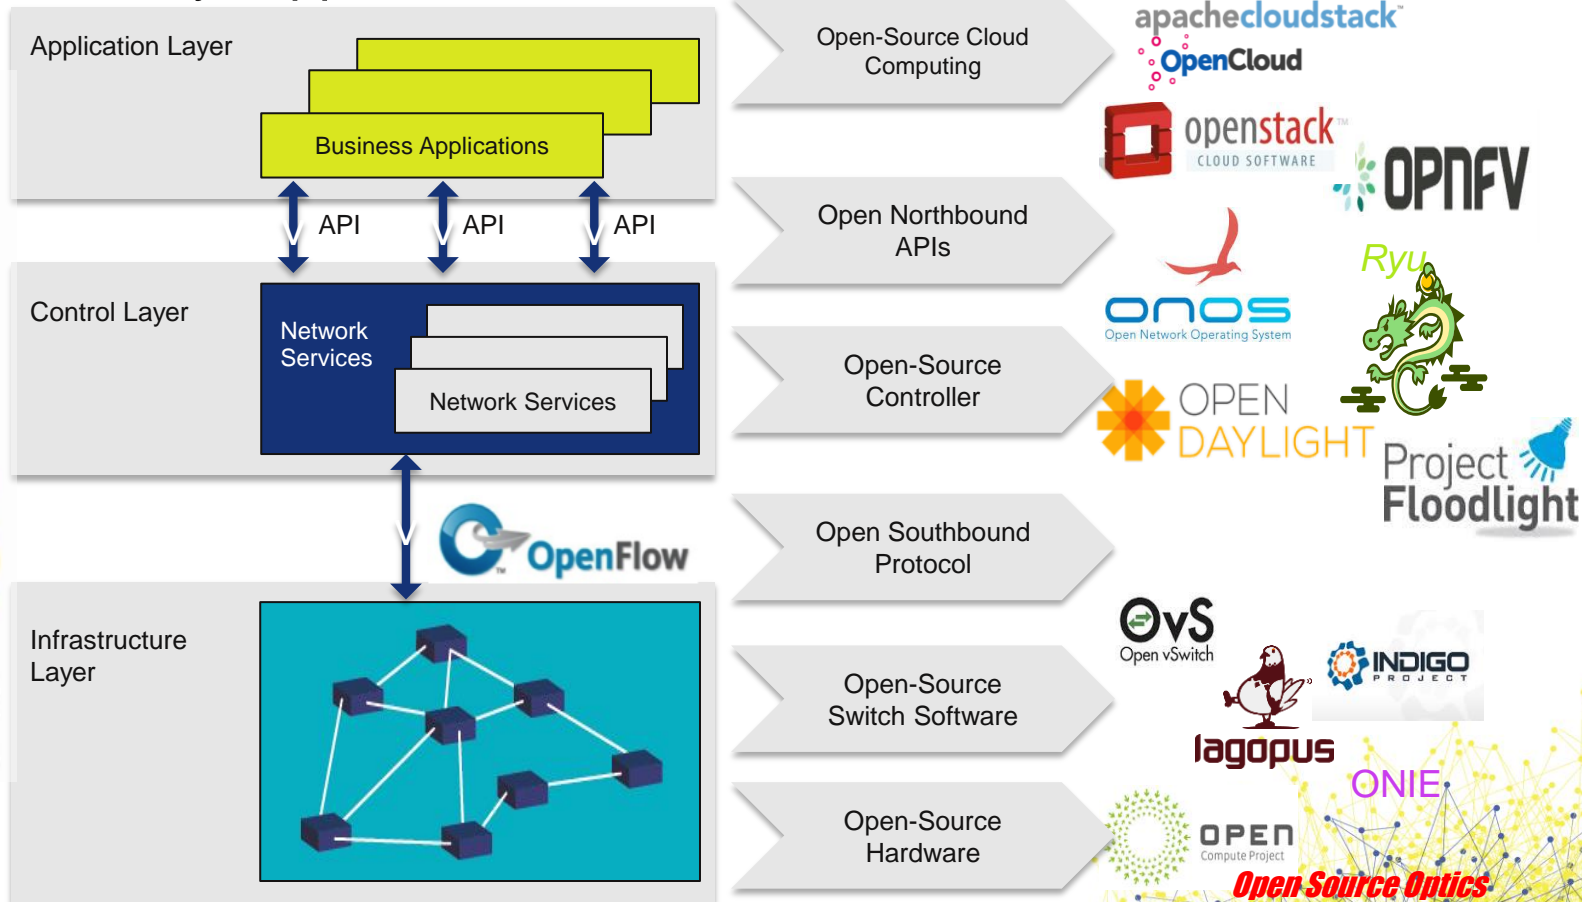 Application Layer
Business Applications
API
API
API
Control Layer
Network
Services
Network Services
OpenFlow
TM
Infrastructure
Layer
Open-Source Cloud
Computing
Open Northbound
APIs
Open-Source
Controller
Open Southbound
Protocol
Open-Source
Switch Software
Open-Source
Hardware
apachecloudstack™
OpenCloud
openstack™
CLOUD SOFTWARE
OPNFV
Ryu
onos
Open Network Operating System
OPEN
DAYLIGHT
Project
Floodlight
OvS
Open vSwitch
INDIGO
PROJECT
lagopus
ONIE
OPEN
Compute Project
Open Source Optics